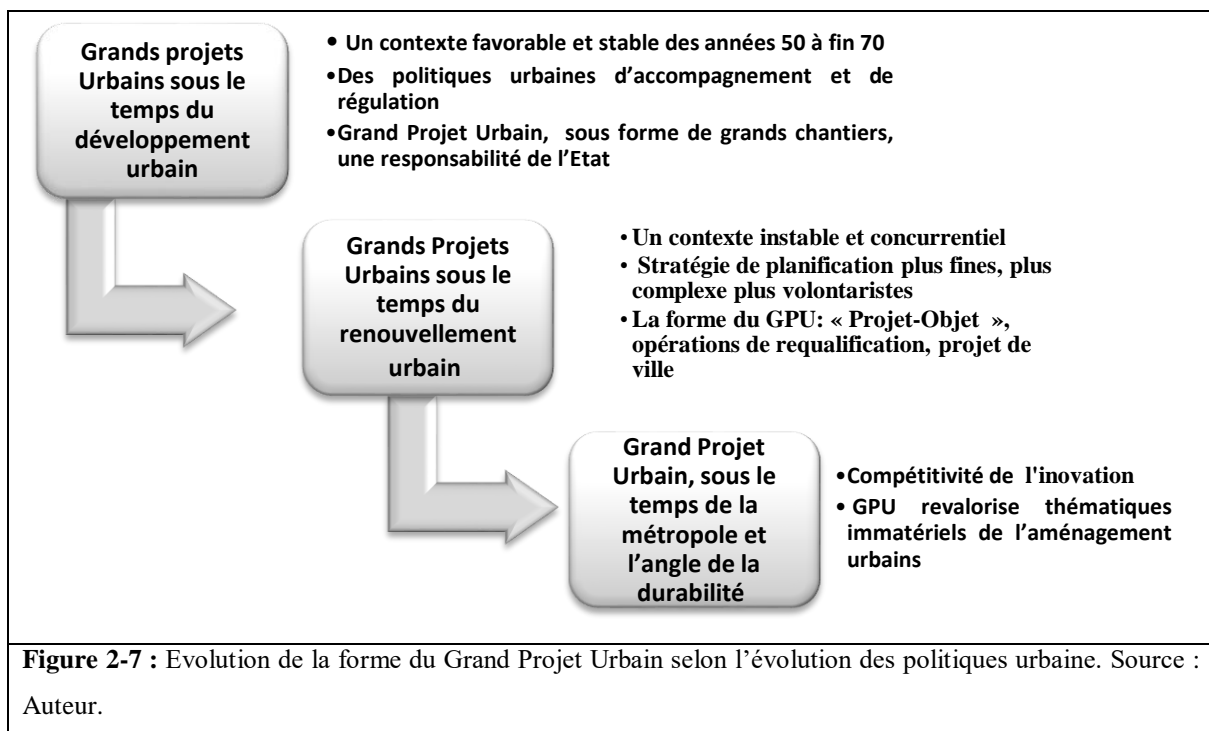 Grands projets
Urbains sous le
temps du
développement
urbain
• Un contexte favorable et stable des années 50 à fin 70
•Des politiques urbaines d’accompagnement et de
régulation
•Grand Projet Urbain, sous forme de grands chantiers,
une responsabilité de l’Etat
Grands Projets
Urbains sous le
temps du
renouvellement
urbain
• Un contexte instable et concurrentiel
• Stratégie de planification plus fines, plus
complexe plus volontaristes
• La forme du GPU: « Projet-Objet »,
opérations de requalification, projet de
ville
Grand Projet
Urbain, sous le
temps de la
métropole et
l’angle de la
durabilité
•Compétitivité de l'inovation
• GPU revalorise thématiques
immatériels de l’aménagement
urbains
Figure 2-7 : Evolution de la forme du Grand Projet Urbain selon l’évolution des politiques urbaine. Source :
Auteur.